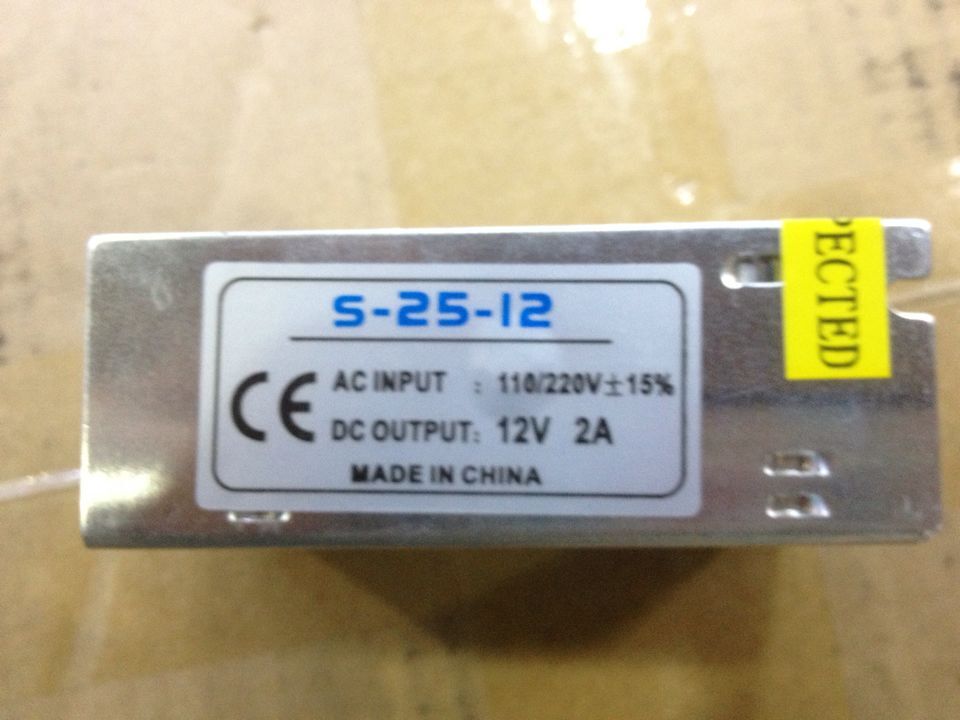 S-25-12
CE
AC INPUT : 110/220V±15%
DC OUTPUT: 12V 2A
MADE IN CHINA
PECTED